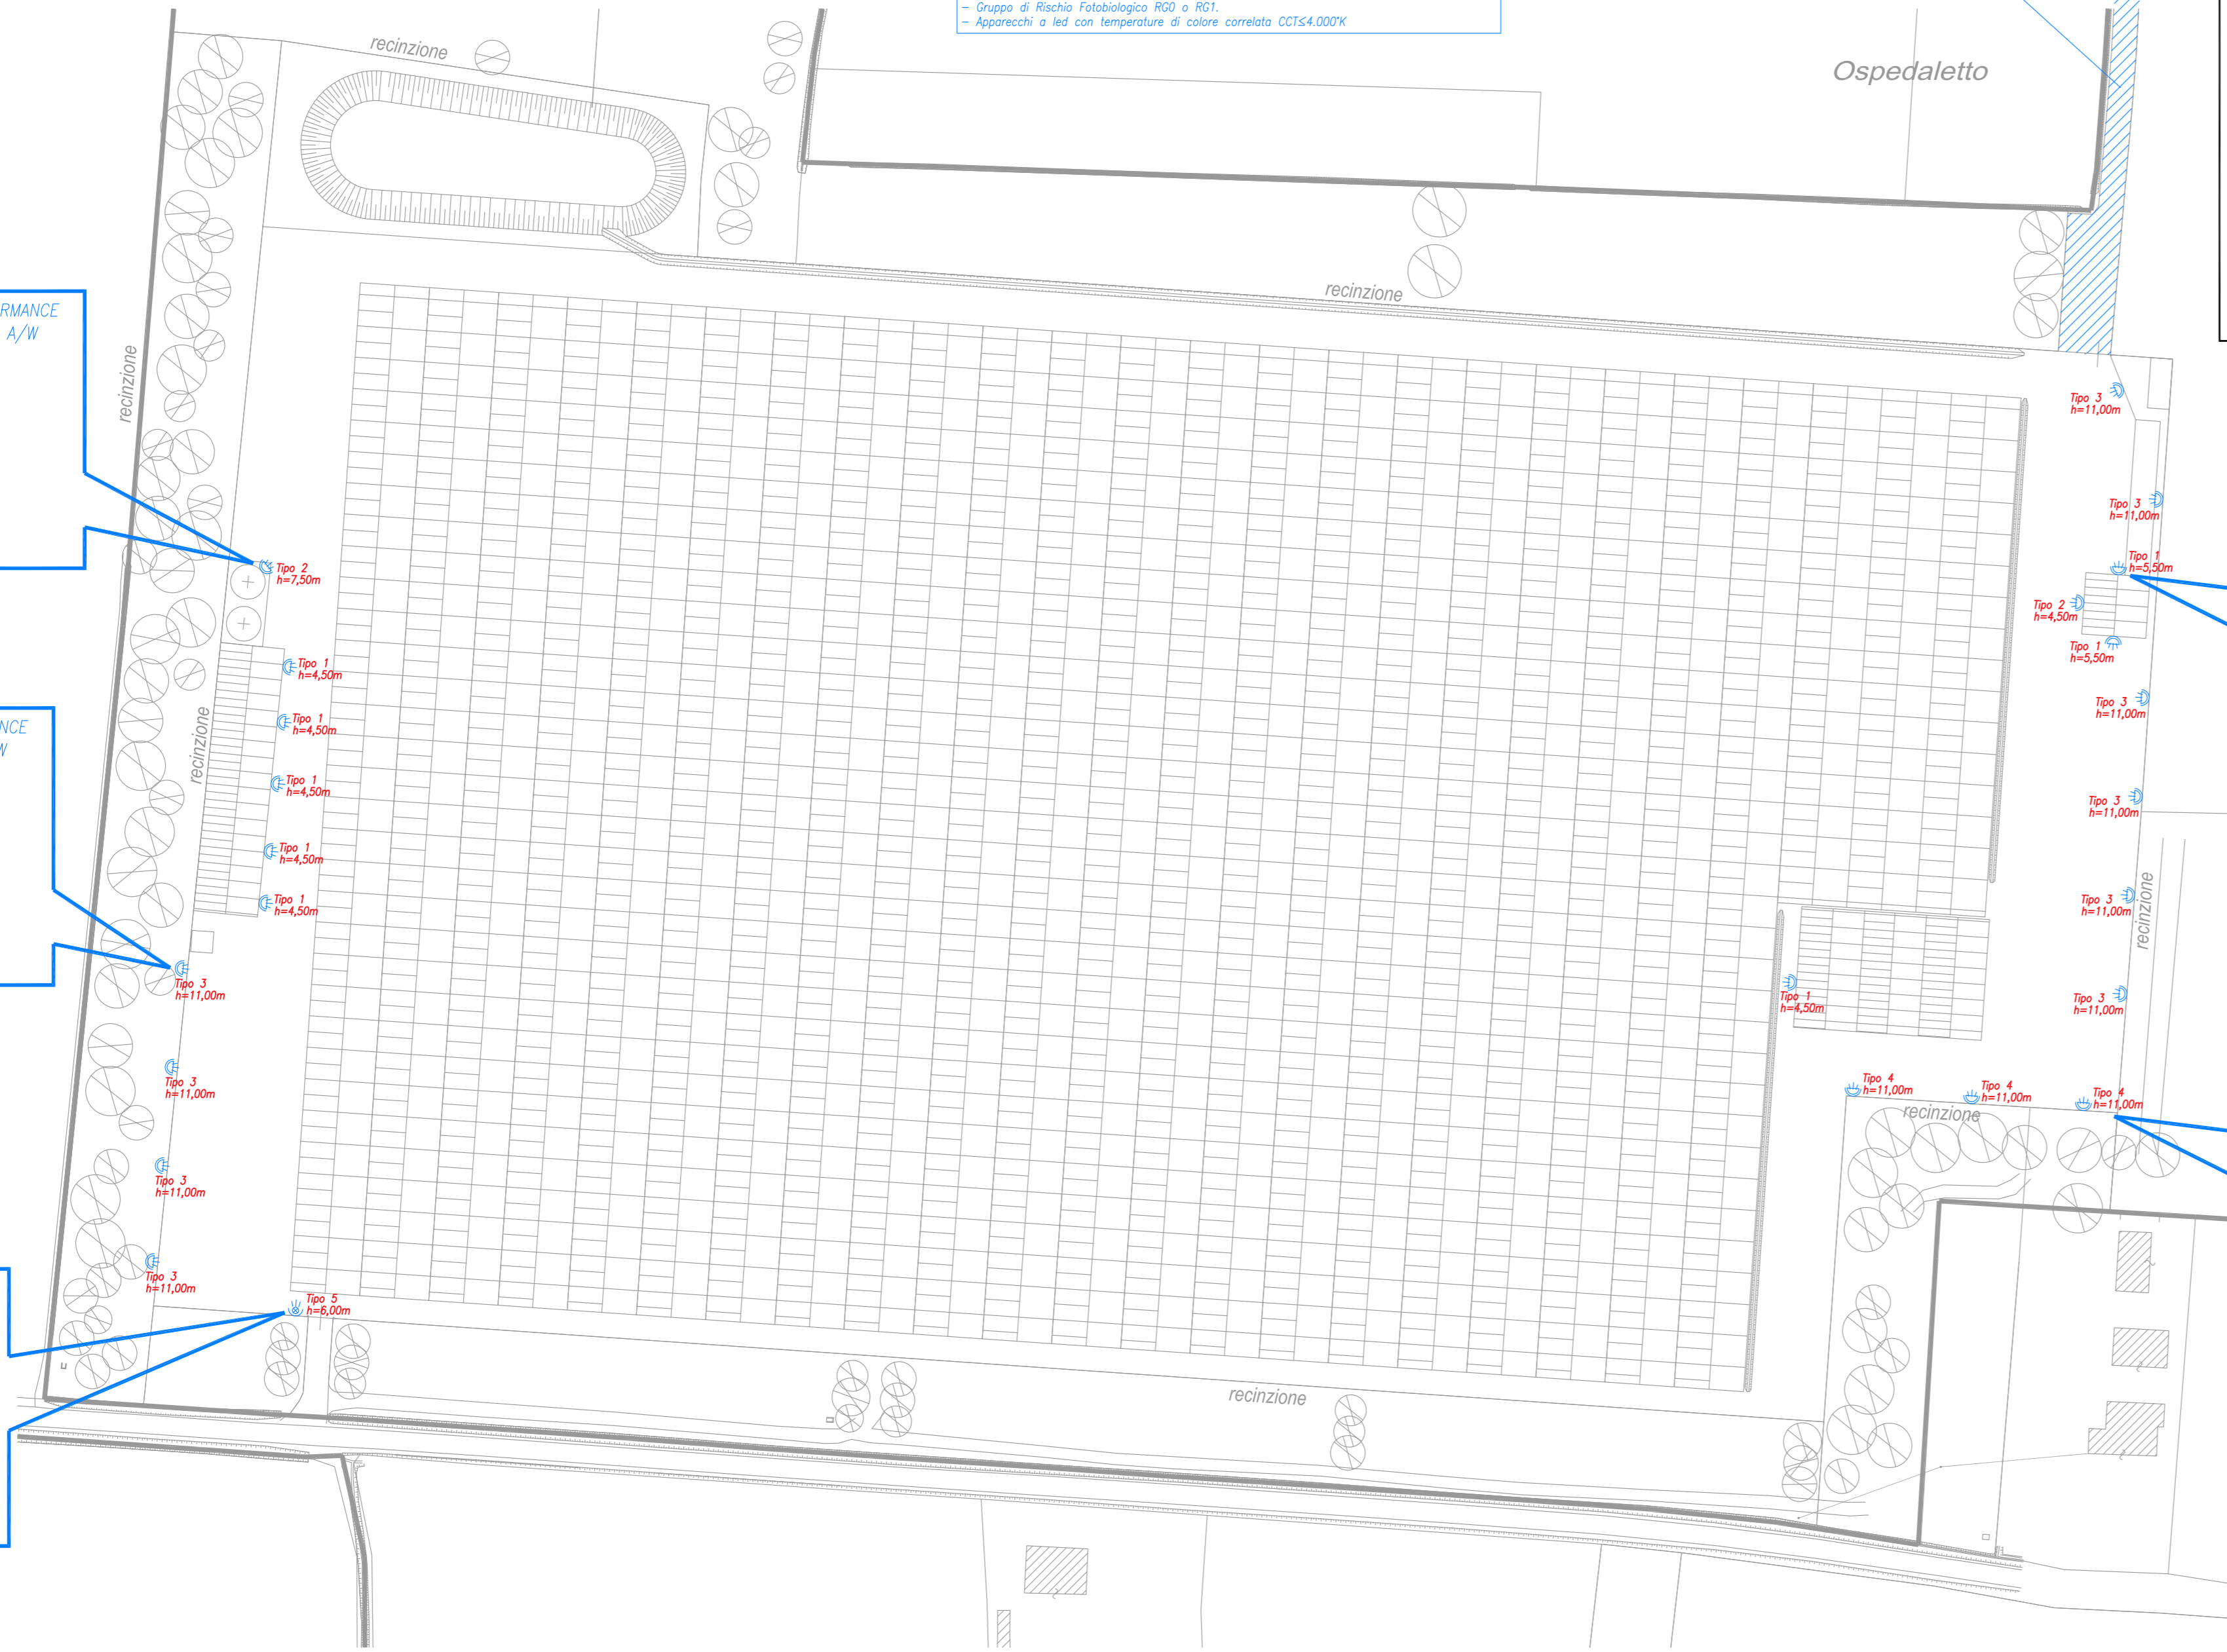 - Gruppo di Rischio Fotobiologico RG0 o RG1.
- Apparecchi a led con temperature di colore correlata CCT≤4.000°K
recinzione
Ospedaletto
recinzione
RMANCE
A/W
recinzione
Tipo 3
h=11,00m
Tipo 3
h=11,00m
Tipo 1
h=5,50m
Tipo 2
h=7,50m
Tipo 2
h=4,50m
Tipo 1
h=5,50m
Tipo 1
h=4,50m
Tipo 3
h=11,00m
NCE
W
recinzione
Tipo 1
h=4,50m
Tipo 1
h=4,50m
Tipo 3
h=11,00m
Tipo 1
h=4,50m
Tipo 1
h=4,50m
Tipo 3
h=11,00m
recinzione
Tipo 3
h=11,00m
Tipo 1
h=4,50m
Tipo 3
h=11,00m
Tipo 3
h=11,00m
Tipo 4
h=11,00m
Tipo 4
h=11,00m
Tipo 4
h=11,00m
recinzione
Tipo 3
h=11,00m
Tipo 3
h=11,00m
Tipo 5
h=6,00m
recinzione